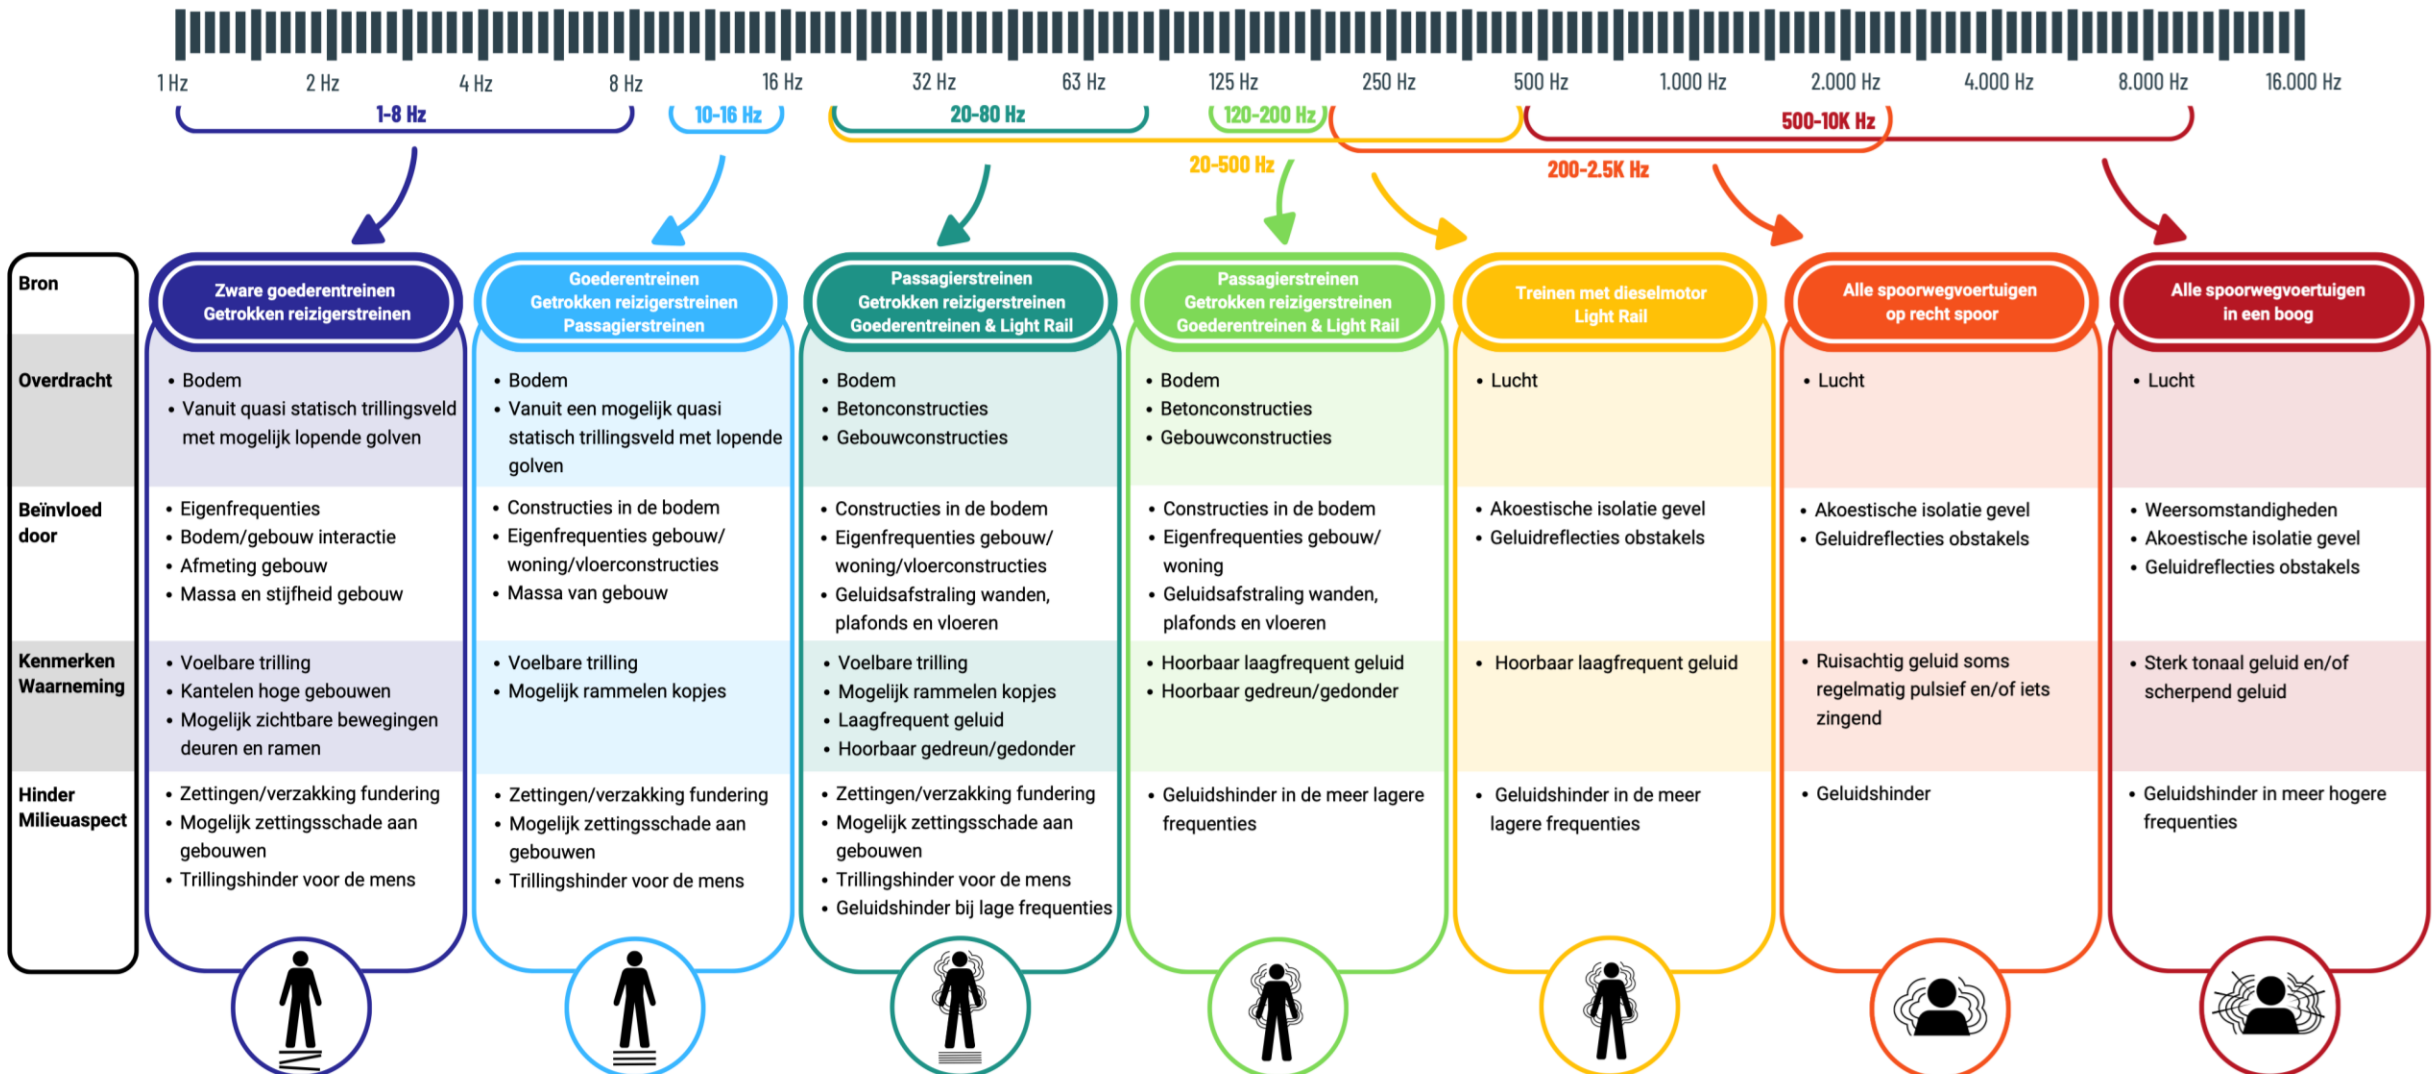 1 Hz
2 Hz
4 Hz
8 Hz
16 Hz
32 Hz
63 Hz
125 Hz
250 Hz
500 Hz
1.000 Hz
2.000 Hz
4.000 Hz
8.000 Hz
16.000 Hz
1-8 Hz
10-16 Hz
20-80 Hz
120-200 Hz
500-10K Hz
20-500 Hz
200-2.5K Hz
Bron
Overdracht
Beïnvloed
door
Kenmerken
Waarneming
Hinder
Milieuaspect
Zware goederentreinen
Getrokken reizigerstreinen
• Bodem
• Vanuit quasi statisch trillingsveld
met mogelijk lopende golven
• Eigenfrequenties
• Bodem/gebouw interactie
• Afmeting gebouw
• Massa en stijfheid gebouw
• Voelbare trilling
• Kantelen hoge gebouwen
• Mogelijk zichtbare bewegingen
deuren en ramen
• Zettingen/verzakking fundering
• Mogelijk zettingsschade aan
gebouwen
• Trillingshinder voor de mens
Goederentreinen
Getrokken reizigerstreinen
Passagierstreinen
• Bodem
• Vanuit een mogelijk quasi
statisch trillingsveld met lopende
golven
• Constructies in de bodem
• Eigenfrequenties gebouw/
woning/vloerconstructies
• Massa van gebouw
• Voelbare trilling
• Mogelijk rammelen kopjes
• Zettingen/verzakking fundering
• Mogelijk zettingsschade aan
gebouwen
• Trillingshinder voor de mens
Passagierstreinen
Getrokken reizigerstreinen
Goederentreinen & Light Rail
• Bodem
• Betonconstructies
• Gebouwconstructies
• Constructies in de bodem
• Eigenfrequenties gebouw/
woning/vloerconstructies
• Geluidsafstraling wanden,
plafonds en vloeren
• Voelbare trilling
• Mogelijk rammelen kopjes
• Laagfrequent geluid
• Hoorbaar gedreun/gedonder
• Zettingen/verzakking fundering
• Mogelijk zettingsschade aan
gebouwen
• Trillingshinder voor de mens
• Geluidshinder bij lage frequenties
Passagierstreinen
Getrokken reizigerstreinen
Goederentreinen & Light Rail
• Bodem
• Betonconstructies
• Gebouwconstructies
• Constructies in de bodem
• Eigenfrequenties gebouw/
woning
• Geluidsafstraling wanden,
plafonds en vloeren
• Hoorbaar laagfrequent geluid
• Hoorbaar gedreun/gedonder
• Geluidshinder in de meer lagere
frequenties
Treinen met dieselmotor
Light Rail
• Lucht
• Akoestische isolatie gevel
• Geluidreflecties obstakels
• Hoorbaar laagfrequent geluid
• Geluidshinder in de meer
lagere frequenties
Alle spoorwegvoertuigen
op recht spoor
• Lucht
• Akoestische isolatie gevel
• Geluidreflecties obstakels
• Ruisachtig geluid soms
regelmatig pulsief en/of iets
zingend
• Geluidshinder
Alle spoorwegvoertuigen
in een boog
• Lucht
• Weersomstandigheden
• Akoestische isolatie gevel
• Geluidreflecties obstakels
• Sterk tonaal geluid en/of
scherpend geluid
• Geluidshinder in meer hogere
frequenties